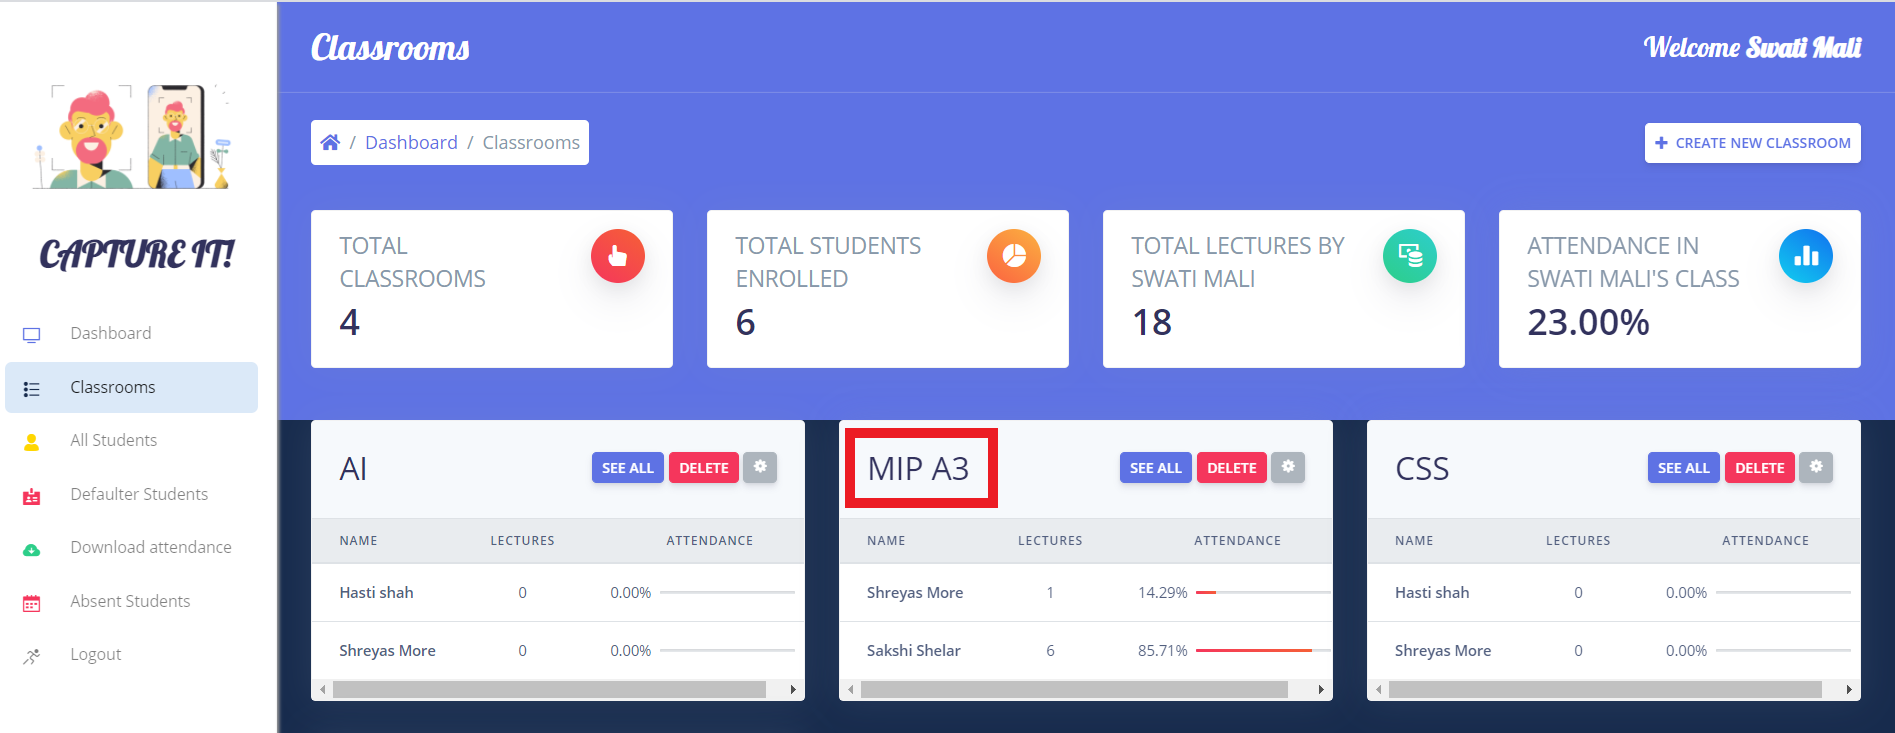 Classrooms
Welcome Swati Mali
/ Dashboard / Classrooms
+ CREATE NEW CLASSROOM
CAPTURE IT!
Dashboard
Classrooms
All Students
Defaulter Students
Download attendance
Absent Students
Logout
TOTAL
CLASSROOMS
4
TOTAL STUDENTS
ENROLLED
6
TOTAL LECTURES BY
SWATI MALI
18
ATTENDANCE IN
SWATI MALI'S CLASS
23.00%
AI SEE ALL DELETE
NAME LECTURES ATTENDANCE
Hasti shah 0 0.00%
Shreyas More 0 0.00%
MIP A3 SEE ALL DELETE
NAME LECTURES ATTENDANCE
Shreyas More 1 14.29%
Sakshi Shelar 6 85.71%
CSS SEE ALL DELETE
NAME LECTURES ATTENDANCE
Hasti shah 0 0.00%
Shreyas More 0 0.00%